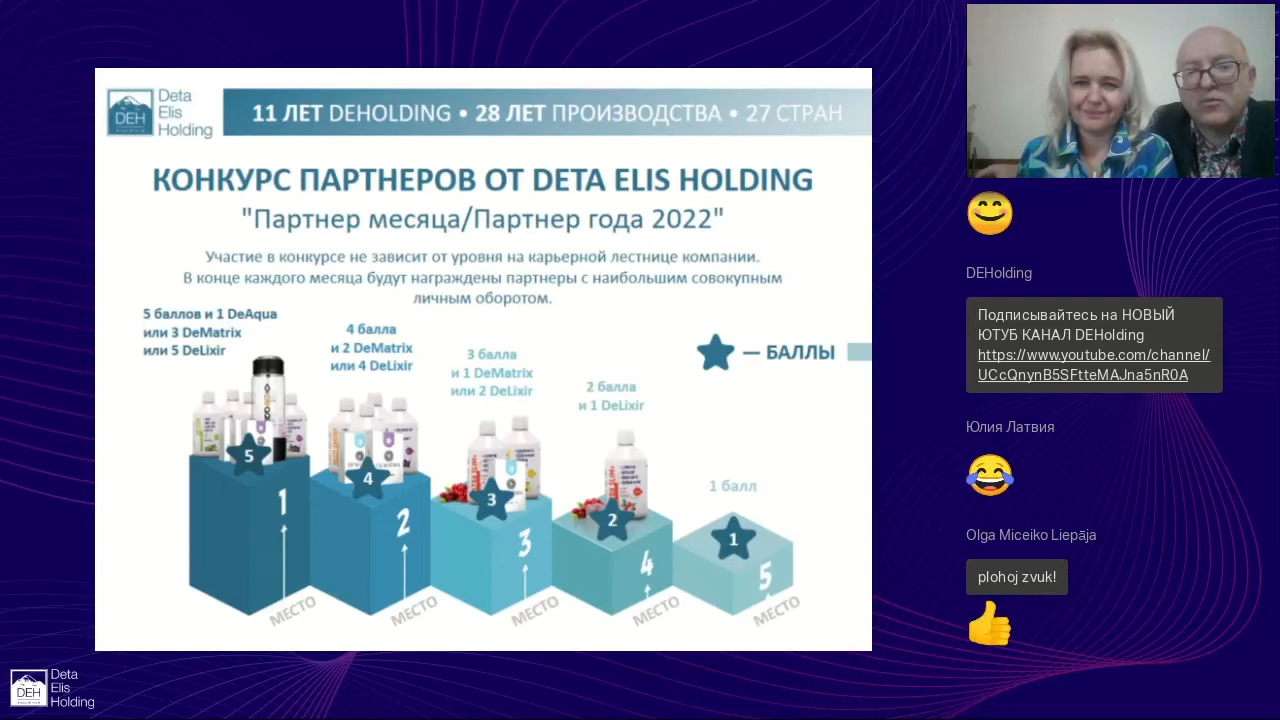 Deta
Elis
Holding
DEH
11 ЛЕТ DEHOLDING • 28 ЛЕТ ПРОИЗВОДСТВА • 27 СТРАН
КОНКУРС ПАРТНЕРОВ ОТ DETA ELIS HOLDING
"Партнер месяца/Партнер года 2022"
Участие в конкурсе не зависит от уровня на карьерной лестнице компании.
В конце каждого месяца будут награждены партнеры с наибольшим совокупным
личным оборотом.
5 баллов и 1 DeAqua
или 3 DeMatrix
или 5 DeLixir
4 балла
и 2 DeMatrix
или 4 DeLixir
3 балла
и 1 DeMatrix
или 2 DeLixir
2 балла
и 1 DeLixir
1 балл
— БАЛЛЫ
5
4
3
2
1
1
2
3
4
5
МЕСТО
МЕСТО
МЕСТО
МЕСТО
МЕСТО
DEHolding
Подписывайтесь на НОВЫЙ
ЮТУБ КАНАЛ DEHolding
https://www.youtube.com/channel/
UCcQnynB5SFtteMAJna5nR0A
Юлия Латвия
Olga Miceiko Liepāja
plohoj zvuk!
DEH
Deta
Elis
Holding